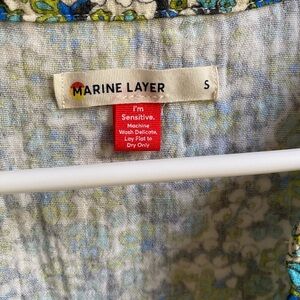 MARINE LAYER S
I'm
Sensitive.
Machine
Wash Delicate,
Lay Flat to
Dry Only